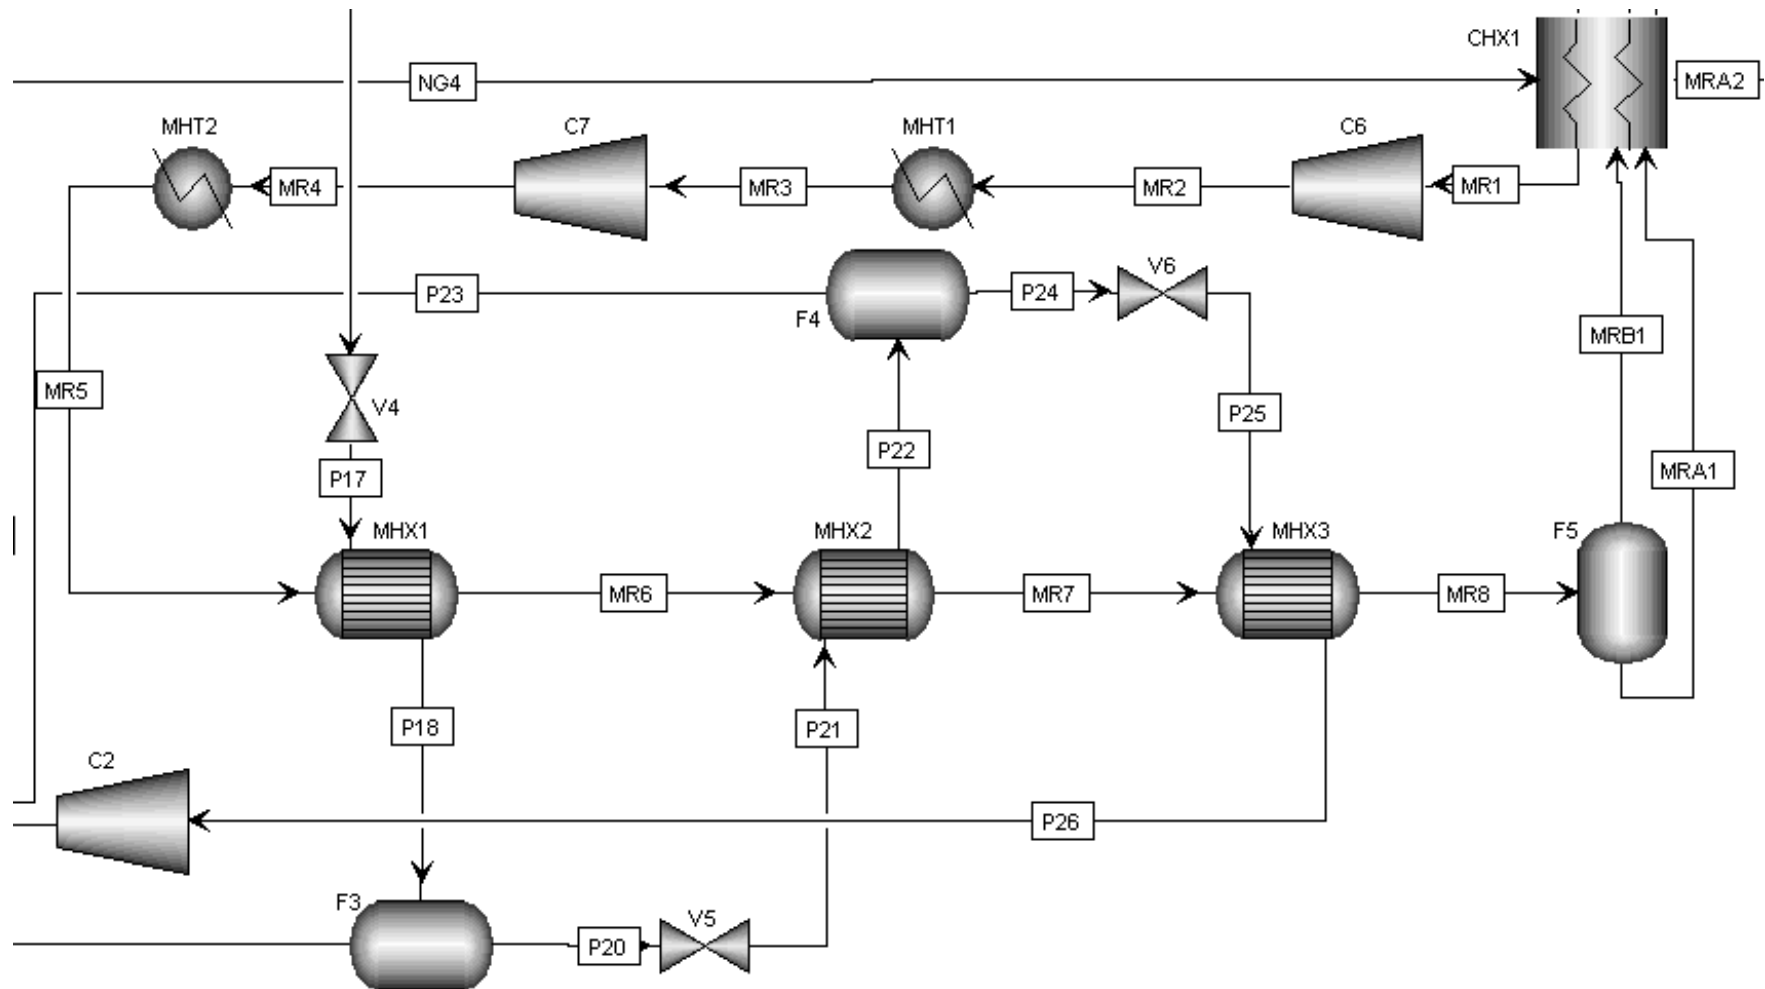 CHX1
NG4
MRA2
MHT2
C7
MHT1
C6
MR4
MR3
MR2
MR1
V6
P23
P24
F4
MRB1
MR5
V4
P25
P22
MRA1
P17
MHX1
MHX2
MHX3
F5
MR6
MR7
MR8
P18
P21
C2
P26
F3
V5
P20